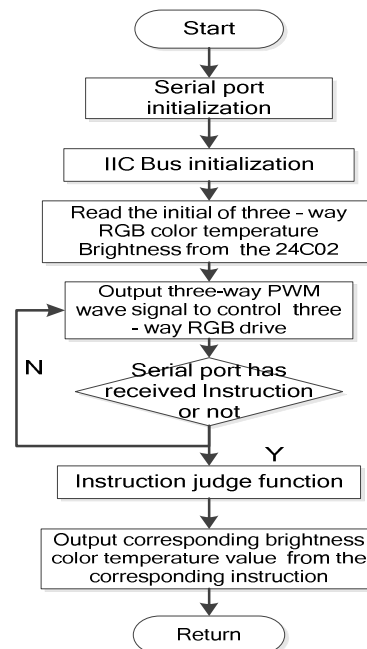 Start
Serial port
initialization
IIC Bus initialization
Read the initial of three - way
RGB color temperature
Brightness from the 24C02
Output three-way PWM
wave signal to control three
- way RGB drive
N
Serial port has
received Instruction
or not
Y
Instruction judge function
Output corresponding brightness
color temperature value from the
corresponding instruction
Return